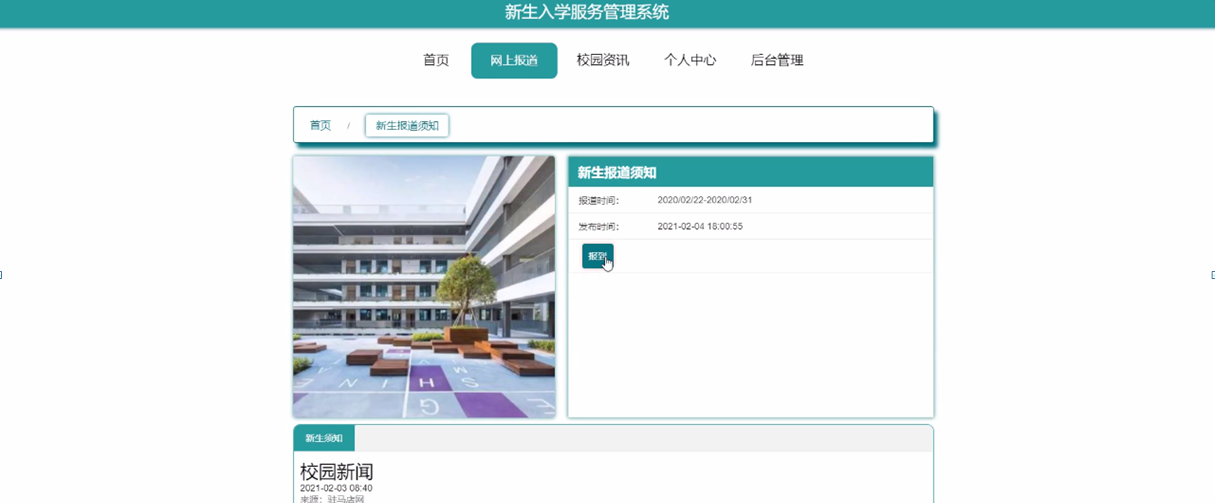 新生入学服务管理系统
首页 网上报道 校园资讯 个人中心 后台管理
首页 / 新生报道须知
新生报道须知
报道时间: 2020/02/22-2020/02/31
发布时间: 2021-02-04 18:00:55
报到
SHINE
新生须知
校园新闻
2021-02-03 08:40
来源: 驻马店网